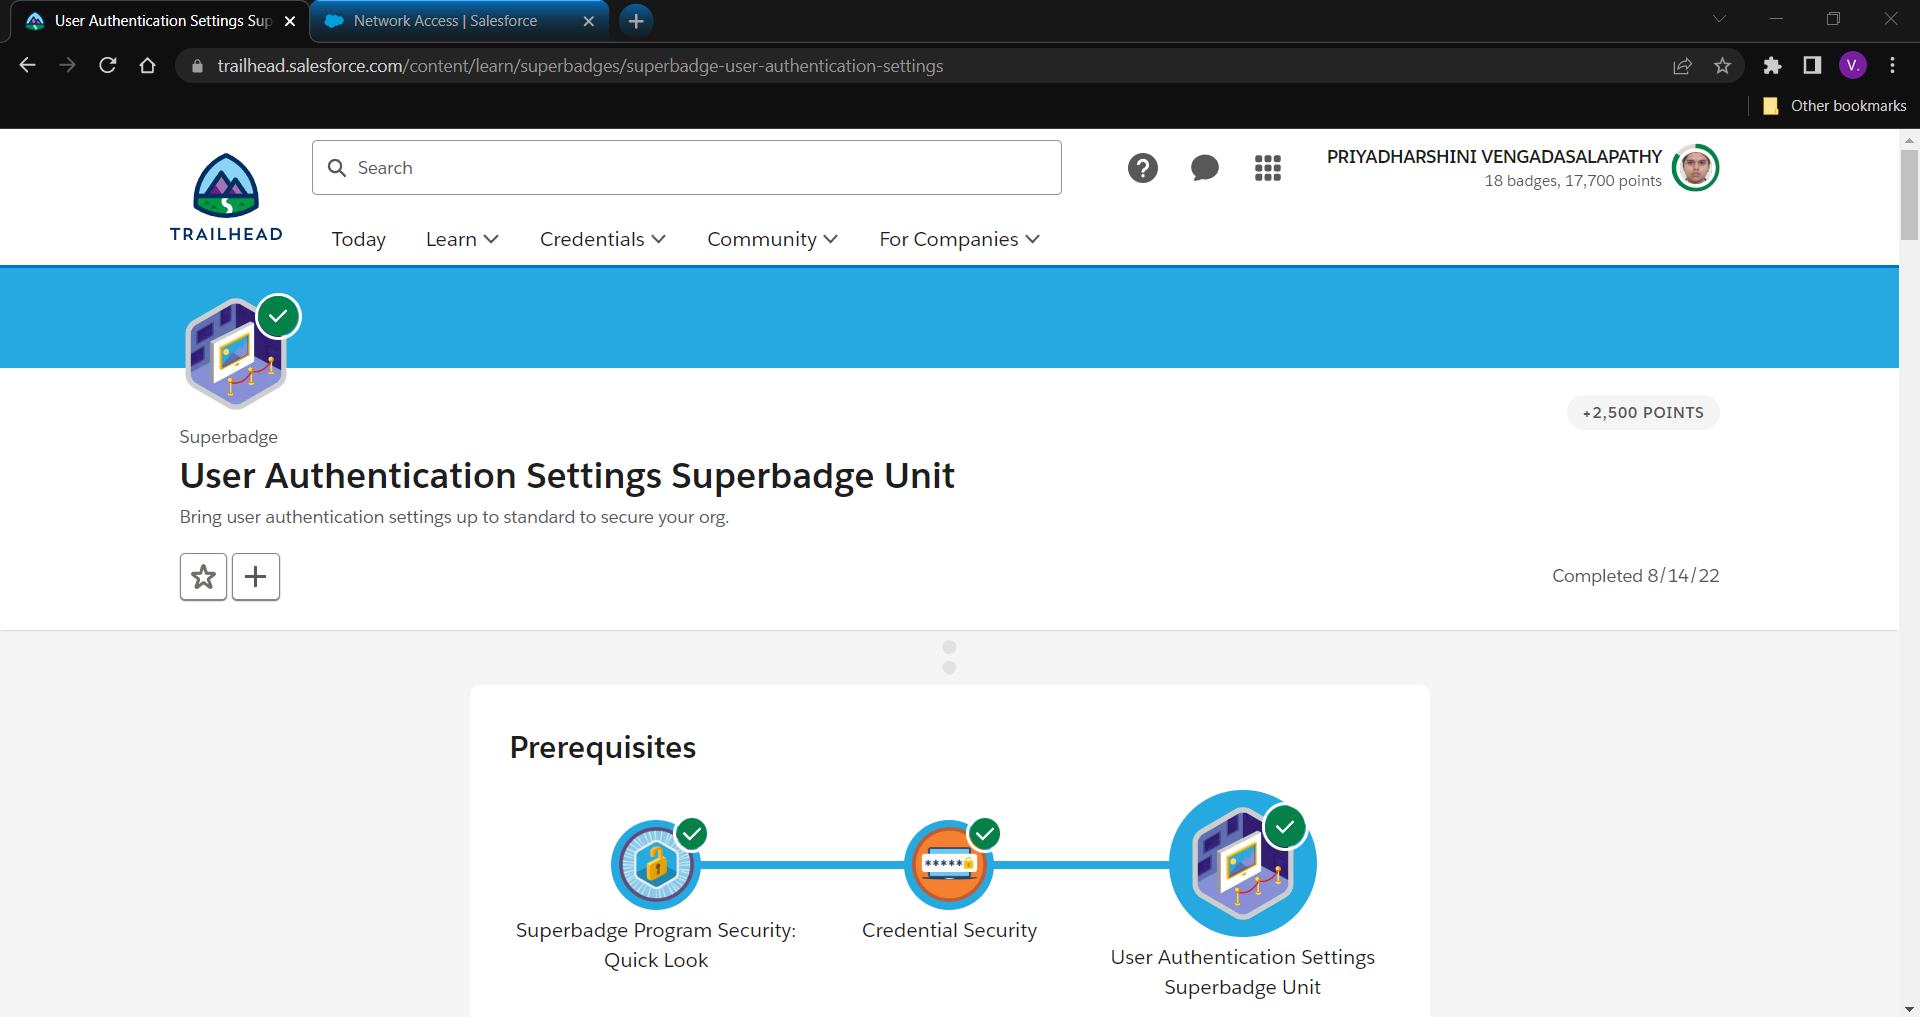 User Authentication Settings Sup
Network Access | Salesforce
trailhead.salesforce.com/content/learn/superbadges/superbadge-user-authentication-settings
V.
Other bookmarks
TRAILHEAD
Search
PRIYADHARSHINI VENGADASALAPATHY
18 badges, 17,700 points
Today
Learn
Credentials
Community
For Companies
+2,500 POINTS
Superbadge
User Authentication Settings Superbadge Unit
Bring user authentication settings up to standard to secure your org.
Completed 8/14/22
Prerequisites
*****
Superbadge Program Security:
Quick Look
Credential Security
User Authentication Settings
Superbadge Unit